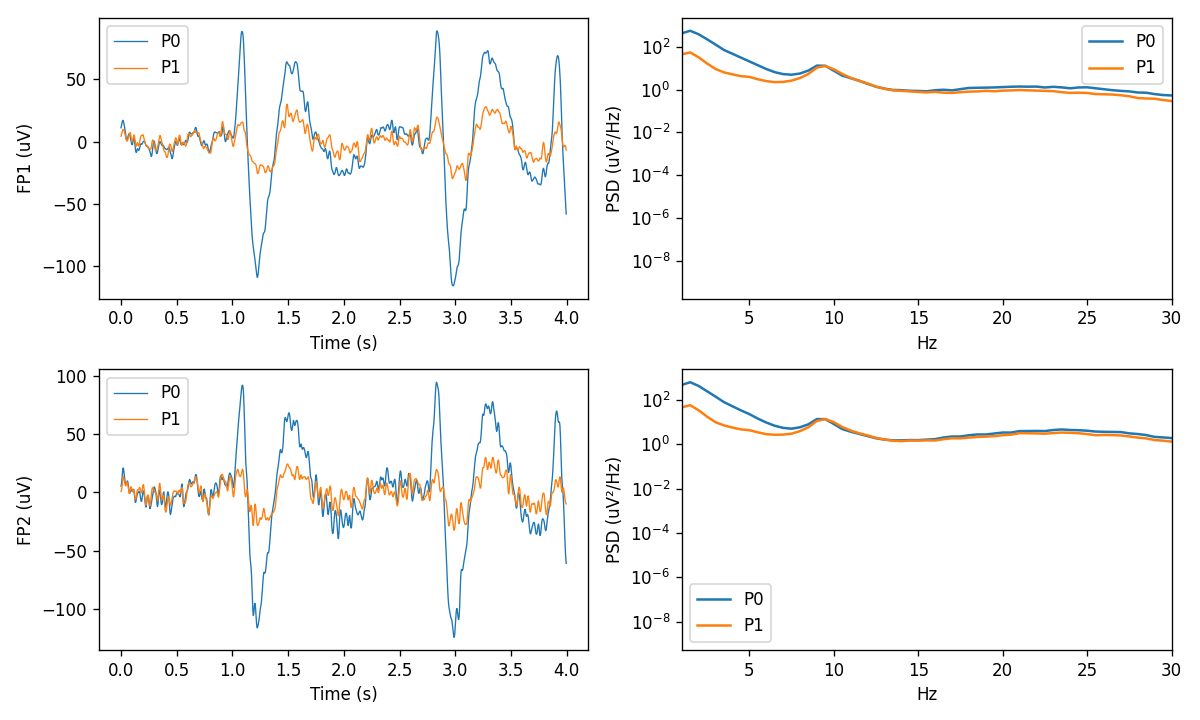 P0
P1
FP1 (uV)
50
0
−50
−100
0.0 0.5 1.0 1.5 2.0 2.5 3.0 3.5 4.0
Time (s)
P0
P1
PSD (uV²/Hz)
10²
10⁰
10⁻²
10⁻⁴
10⁻⁶
10⁻⁸
5 10 15 20 25 30
Hz
P0
P1
FP2 (uV)
100
50
0
−50
−100
0.0 0.5 1.0 1.5 2.0 2.5 3.0 3.5 4.0
Time (s)
PSD (uV²/Hz)
10²
10⁰
10⁻²
10⁻⁴
10⁻⁶
10⁻⁸
P0
P1
5 10 15 20 25 30
Hz